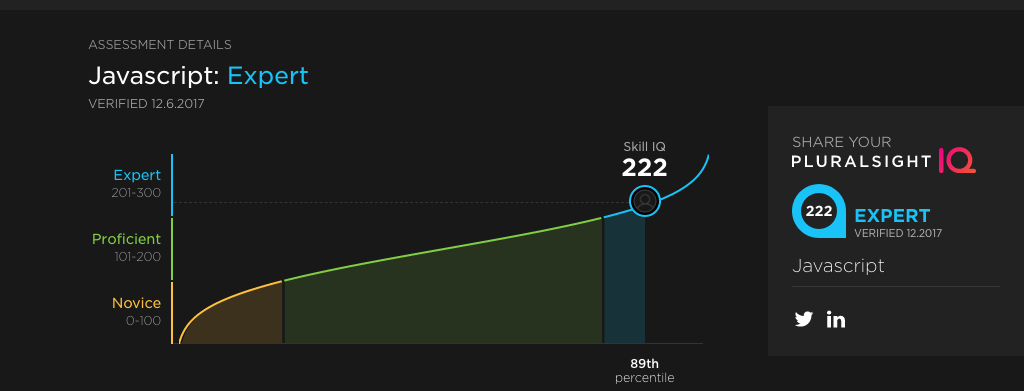 ASSESSMENT DETAILS
Javascript: Expert
VERIFIED 12.6.2017
Expert
201-300
Proficient
101-200
Novice
0-100
Skill IQ
222
89th
percentile
SHARE YOUR
PLURALSIGHT IQ
222
EXPERT
VERIFIED 12.2017
Javascript
in